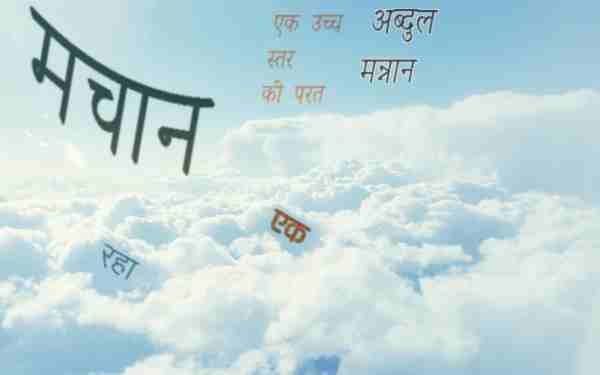 मचान
एक उच्च
स्तर
की परत
अब्दुल
मन्नान
एक
रहा